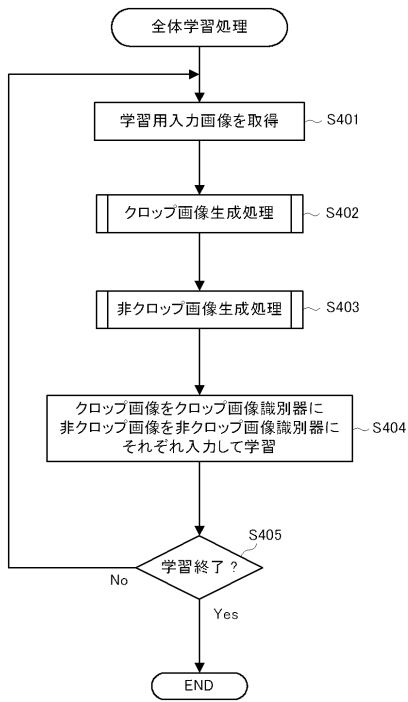 全体学習処理
学習用入力画像を取得
S401
クロップ画像生成処理
S402
非クロップ画像生成処理
S403
クロップ画像をクロップ画像識別器に
非クロップ画像を非クロップ画像識別器に
それぞれ入力して学習
S404
S405
学習終了?
No
Yes
END